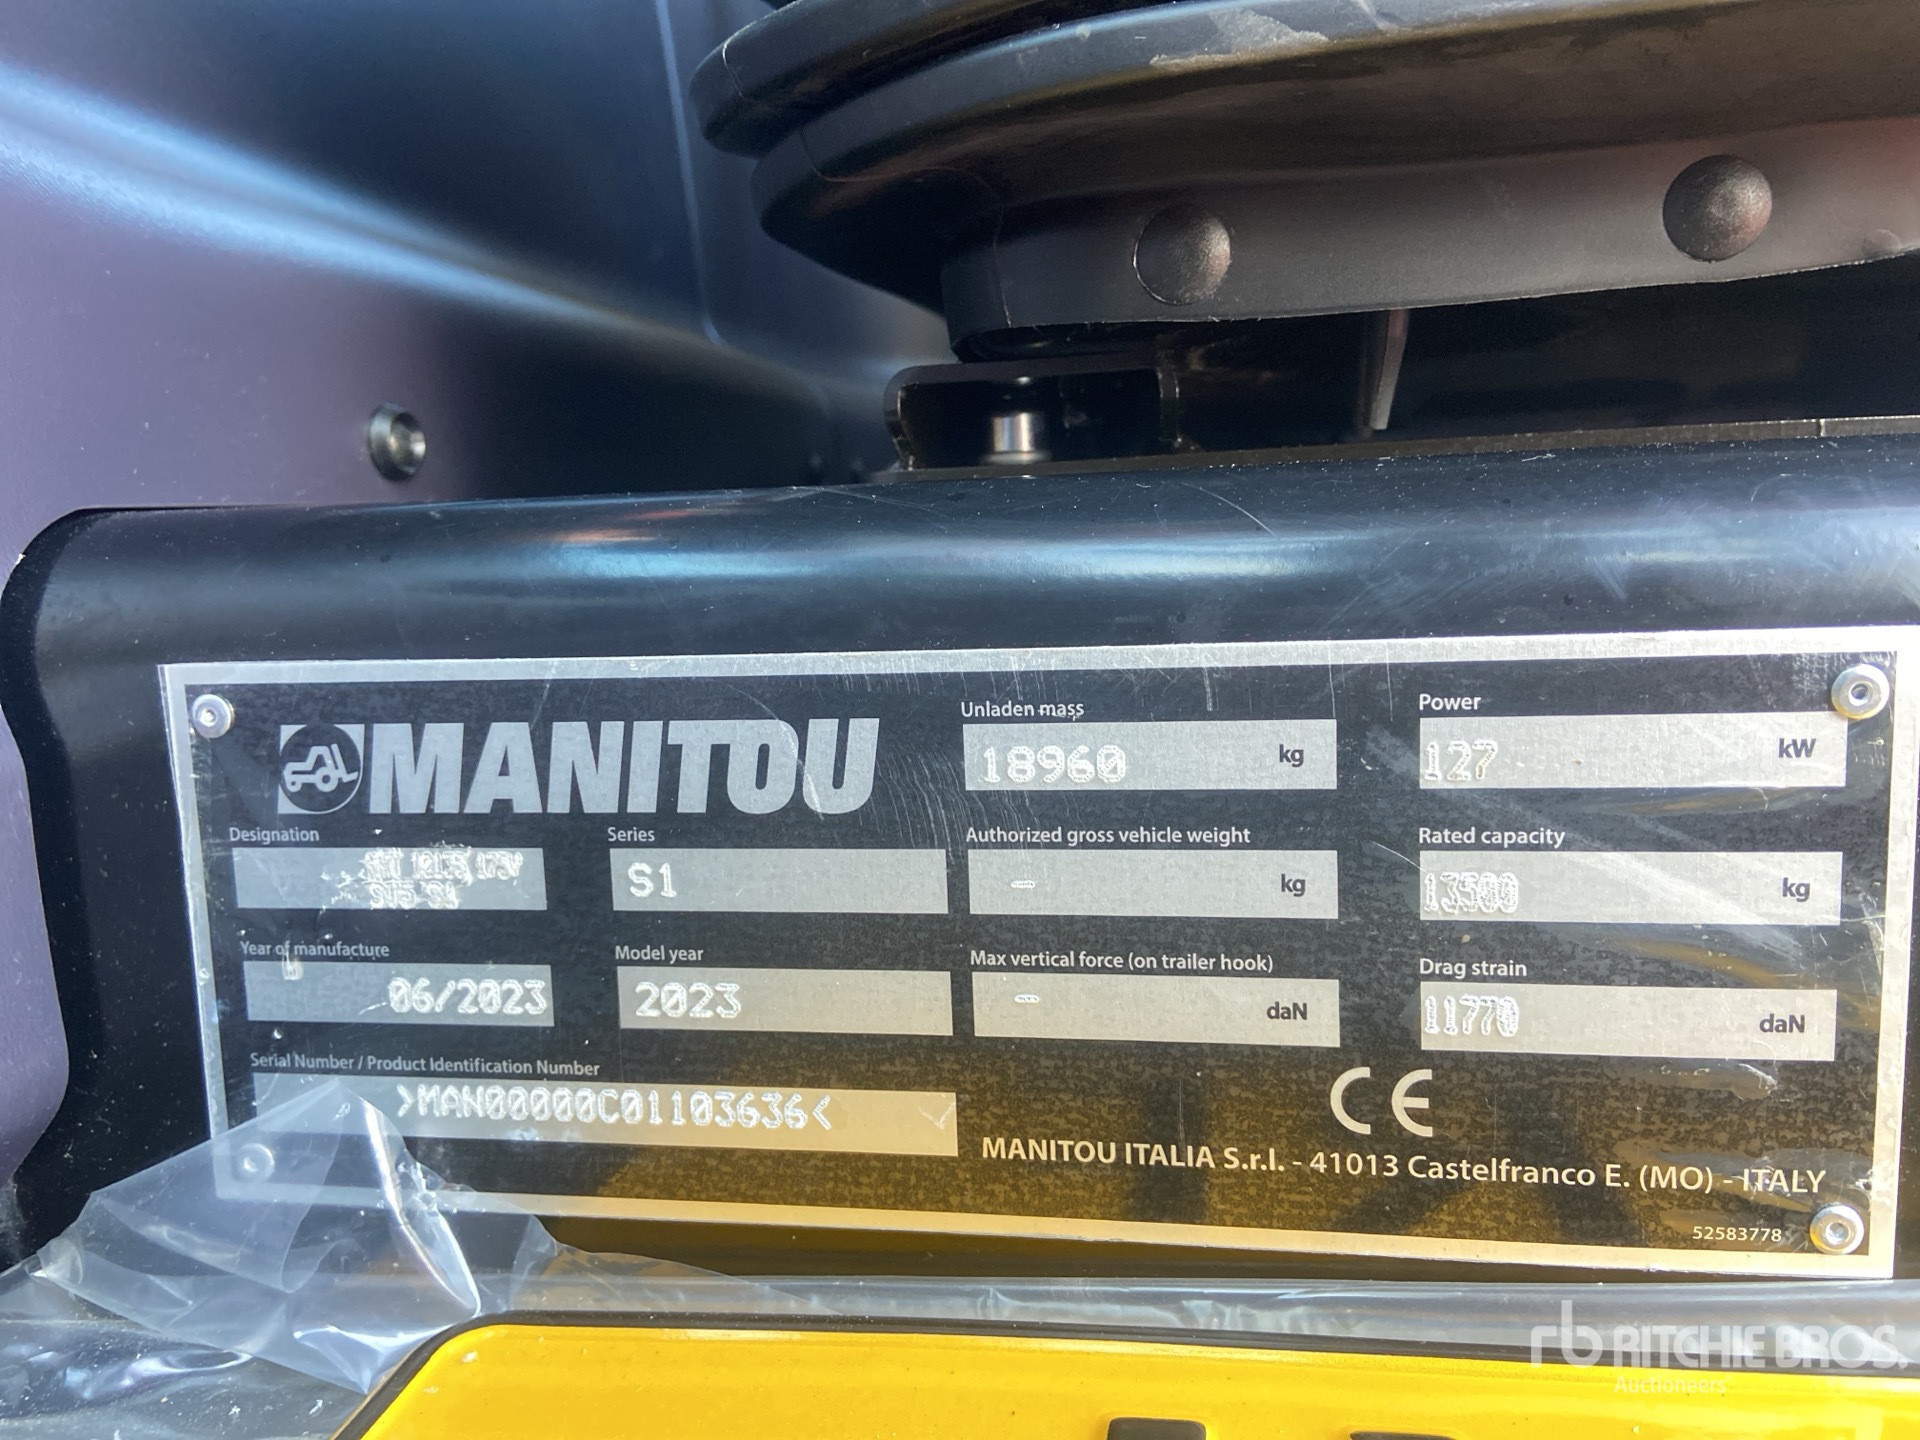 MANITOU
Unladen mass
18960 kg
Power
127 kW
Designation
Series
S1
Authorized gross vehicle weight
- kg
Rated capacity
13500 kg
Year of manufacture
06/2023
Model year
2023
Max vertical force (on trailer hook)
- daN
Drag strain
11770 daN
Serial Number / Product Identification Number
>MAN00000C01103636<
CE
MANITOU ITALIA S.r.l. - 41013 Castelfranco E. (MO) - ITALY
52583778
rb RITCHIE BROS.
Auctioneers